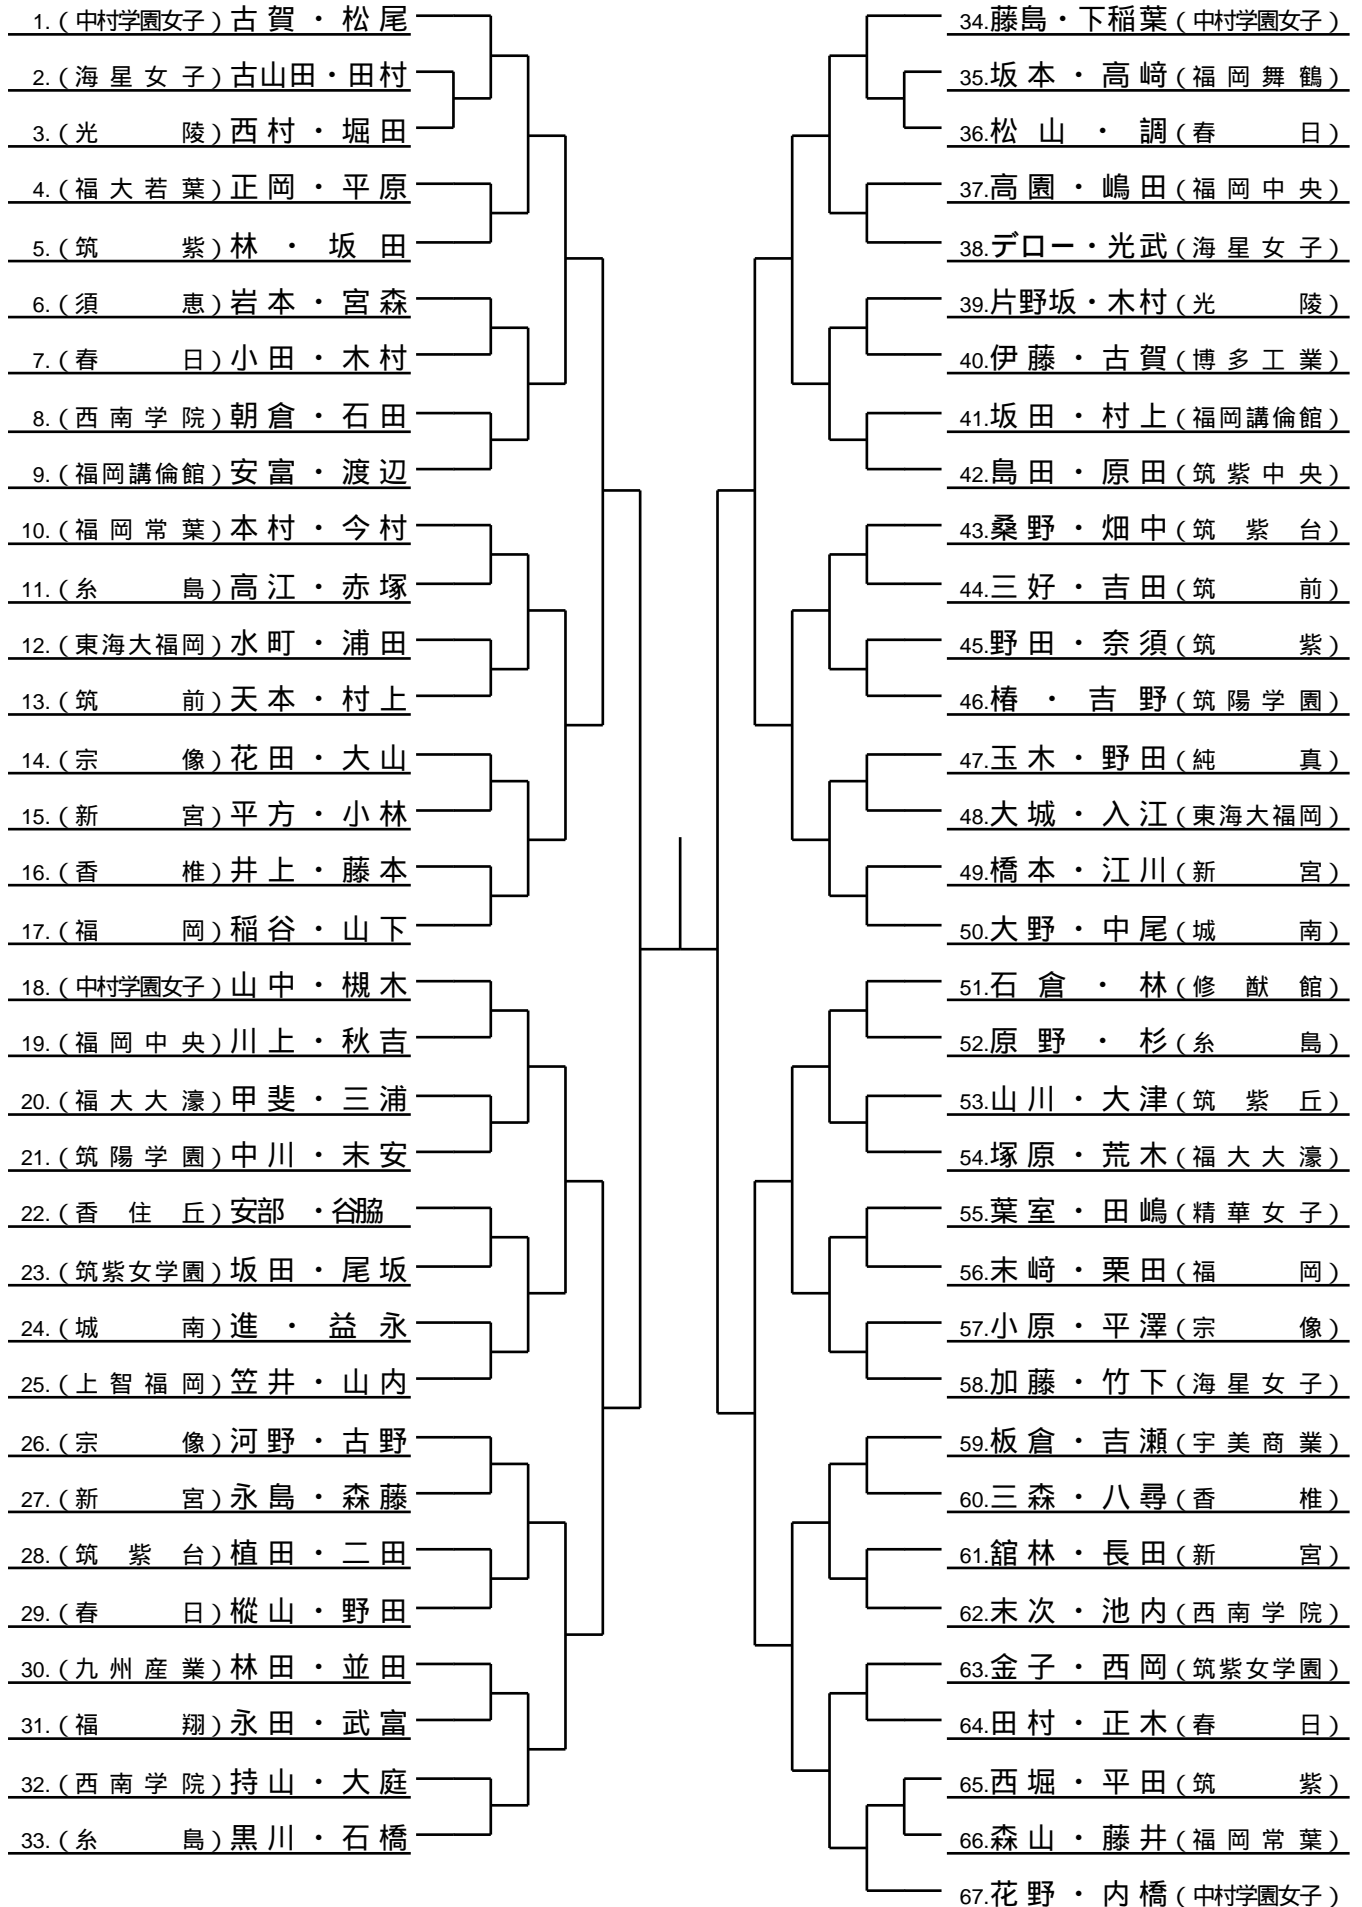 1.(中村学園女子)古賀・松尾
2.(海星女子)古山田・田村
3.(光陵)西村・堀田
4.(福大若葉)正岡・平原
5.(筑紫)林・坂田
6.(須恵)岩本・宮森
7.(春日)小田・木村
8.(西南学院)朝倉・石田
9.(福岡講倫館)安富・渡辺
10.(福岡常葉)本村・今村
11.(糸島)高江・赤塚
12.(東海大福岡)水町・浦田
13.(筑前)天本・村上
14.(宗像)花田・大山
15.(新宮)平方・小林
16.(香椎)井上・藤本
17.(福岡)稲谷・山下
18.(中村学園女子)山中・槻木
19.(福岡中央)川上・秋吉
20.(福大大濠)甲斐・三浦
21.(筑陽学園)中川・末安
22.(香住丘)安部・谷脇
23.(筑紫女学園)坂田・尾坂
24.(城南)進・益永
25.(上智福岡)笠井・山内
26.(宗像)河野・古野
27.(新宮)永島・森藤
28.(筑紫台)植田・二田
29.(春日)樅山・野田
30.(九州産業)林田・並田
31.(福翔)永田・武富
32.(西南学院)持山・大庭
33.(糸島)黒川・石橋
34.藤島・下稲葉(中村学園女子)
35.坂本・高﨑(福岡舞鶴)
36.松山・調(春日)
37.高園・嶋田(福岡中央)
38.デロー・光武(海星女子)
39.片野坂・木村(光陵)
40.伊藤・古賀(博多工業)
41.坂田・村上(福岡講倫館)
42.島田・原田(筑紫中央)
43.桑野・畑中(筑紫台)
44.三好・吉田(筑前)
45.野田・奈須(筑紫)
46.椿・吉野(筑陽学園)
47.玉木・野田(純真)
48.大城・入江(東海大福岡)
49.橋本・江川(新宮)
50.大野・中尾(城南)
51.石倉・林(修猷館)
52.原野・杉(糸島)
53.山川・大津(筑紫丘)
54.塚原・荒木(福大大濠)
55.葉室・田嶋(精華女子)
56.末﨑・栗田(福岡)
57.小原・平澤(宗像)
58.加藤・竹下(海星女子)
59.板倉・吉瀬(宇美商業)
60.三森・八尋(香椎)
61.舘林・長田(新宮)
62.末次・池内(西南学院)
63.金子・西岡(筑紫女学園)
64.田村・正木(春日)
65.西堀・平田(筑紫)
66.森山・藤井(福岡常葉)
67.花野・内橋(中村学園女子)